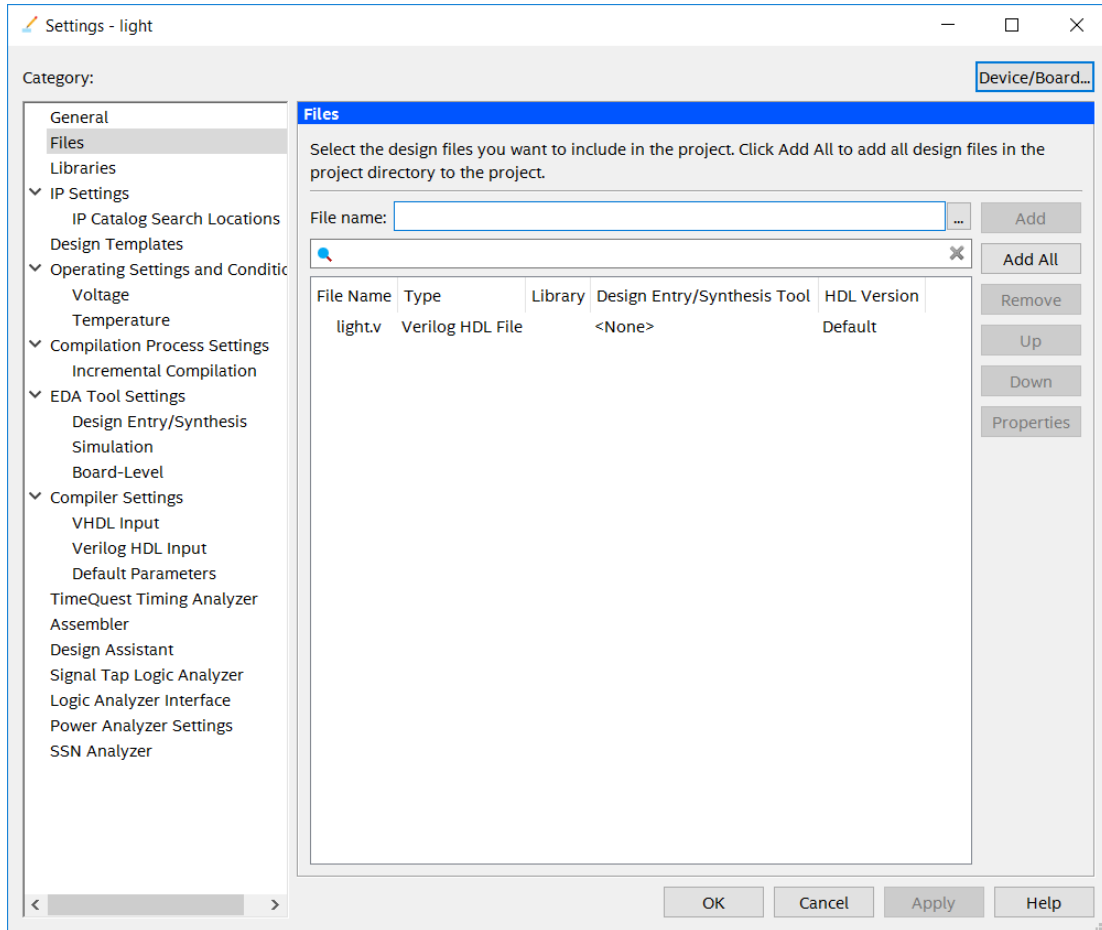 Settings - light
Category:
Device/Board...
General
Files
Libraries
IP Settings
IP Catalog Search Locations
Design Templates
Operating Settings and Conditic
Voltage
Temperature
Compilation Process Settings
Incremental Compilation
EDA Tool Settings
Design Entry/Synthesis
Simulation
Board-Level
Compiler Settings
VHDL Input
Verilog HDL Input
Default Parameters
TimeQuest Timing Analyzer
Assembler
Design Assistant
Signal Tap Logic Analyzer
Logic Analyzer Interface
Power Analyzer Settings
SSN Analyzer
Files
Select the design files you want to include in the project. Click Add All to add all design files in the
project directory to the project.
File name: ... Add
Add All
File Name Type Library Design Entry/Synthesis Tool HDL Version
light.v Verilog HDL File <None> Default
Remove
Up
Down
Properties
OK Cancel Apply Help